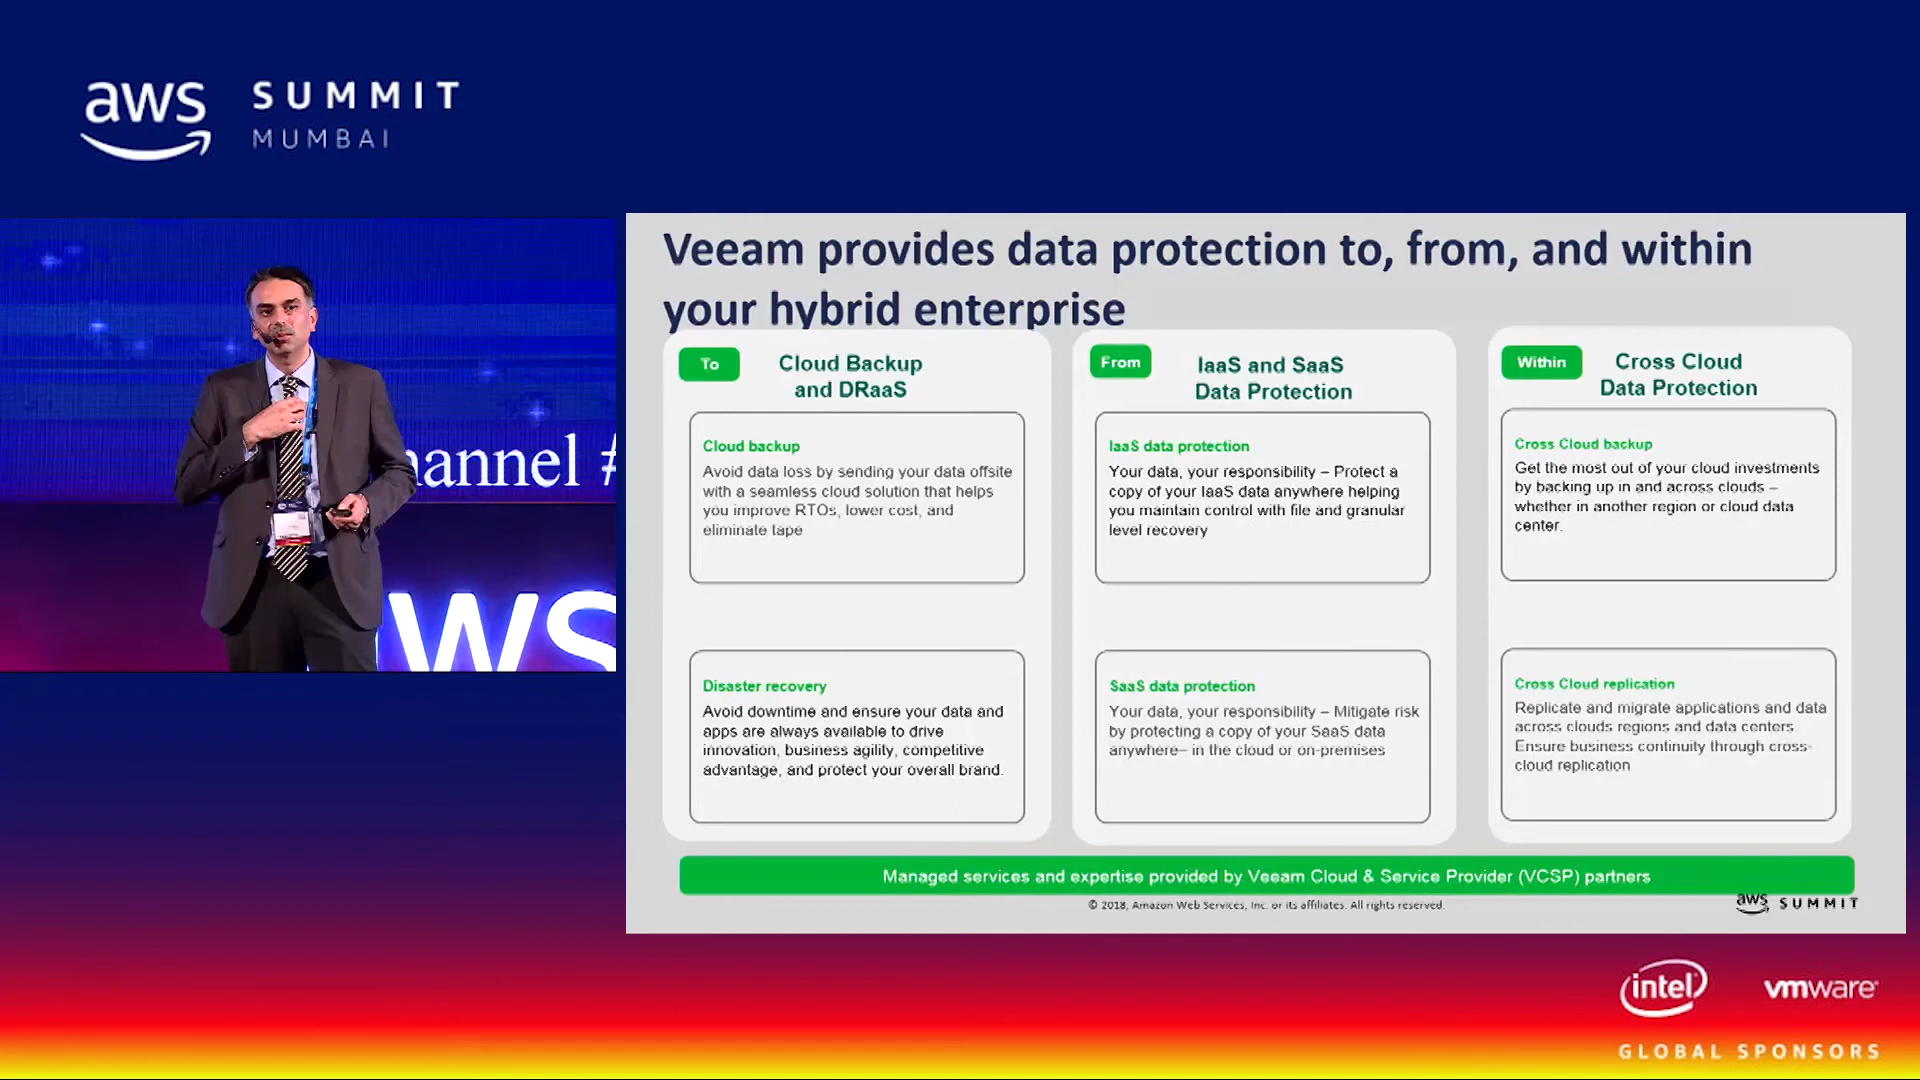 aws
SUMMIT
MUMBAI
hannel #
ws
Veeam provides data protection to, from, and within
your hybrid enterprise
To
Cloud Backup
and DRaaS
Cloud backup
Avoid data loss by sending your data offsite
with a seamless cloud solution that helps
you improve RTOs, lower cost, and
eliminate tape
Disaster recovery
Avoid downtime and ensure your data and
apps are always available to drive
innovation, business agility, competitive
advantage, and protect your overall brand.
From
IaaS and SaaS
Data Protection
IaaS data protection
Your data, your responsibility – Protect a
copy of your IaaS data anywhere helping
you maintain control with file and granular
level recovery
SaaS data protection
Your data, your responsibility – Mitigate risk
by protecting a copy of your SaaS data
anywhere– in the cloud or on-premises
Within
Cross Cloud
Data Protection
Cross Cloud backup
Get the most out of your cloud investments
by backing up in and across clouds –
whether in another region or cloud data
center.
Cross Cloud replication
Replicate and migrate applications and data
across clouds regions and data centers.
Ensure business continuity through cross-
cloud replication
Managed services and expertise provided by Veeam Cloud & Service Provider (VCSP) partners
© 2018, Amazon Web Services, Inc. or its affiliates. All rights reserved.
aws SUMMIT
intel
vmware
GLOBAL SPONSORS